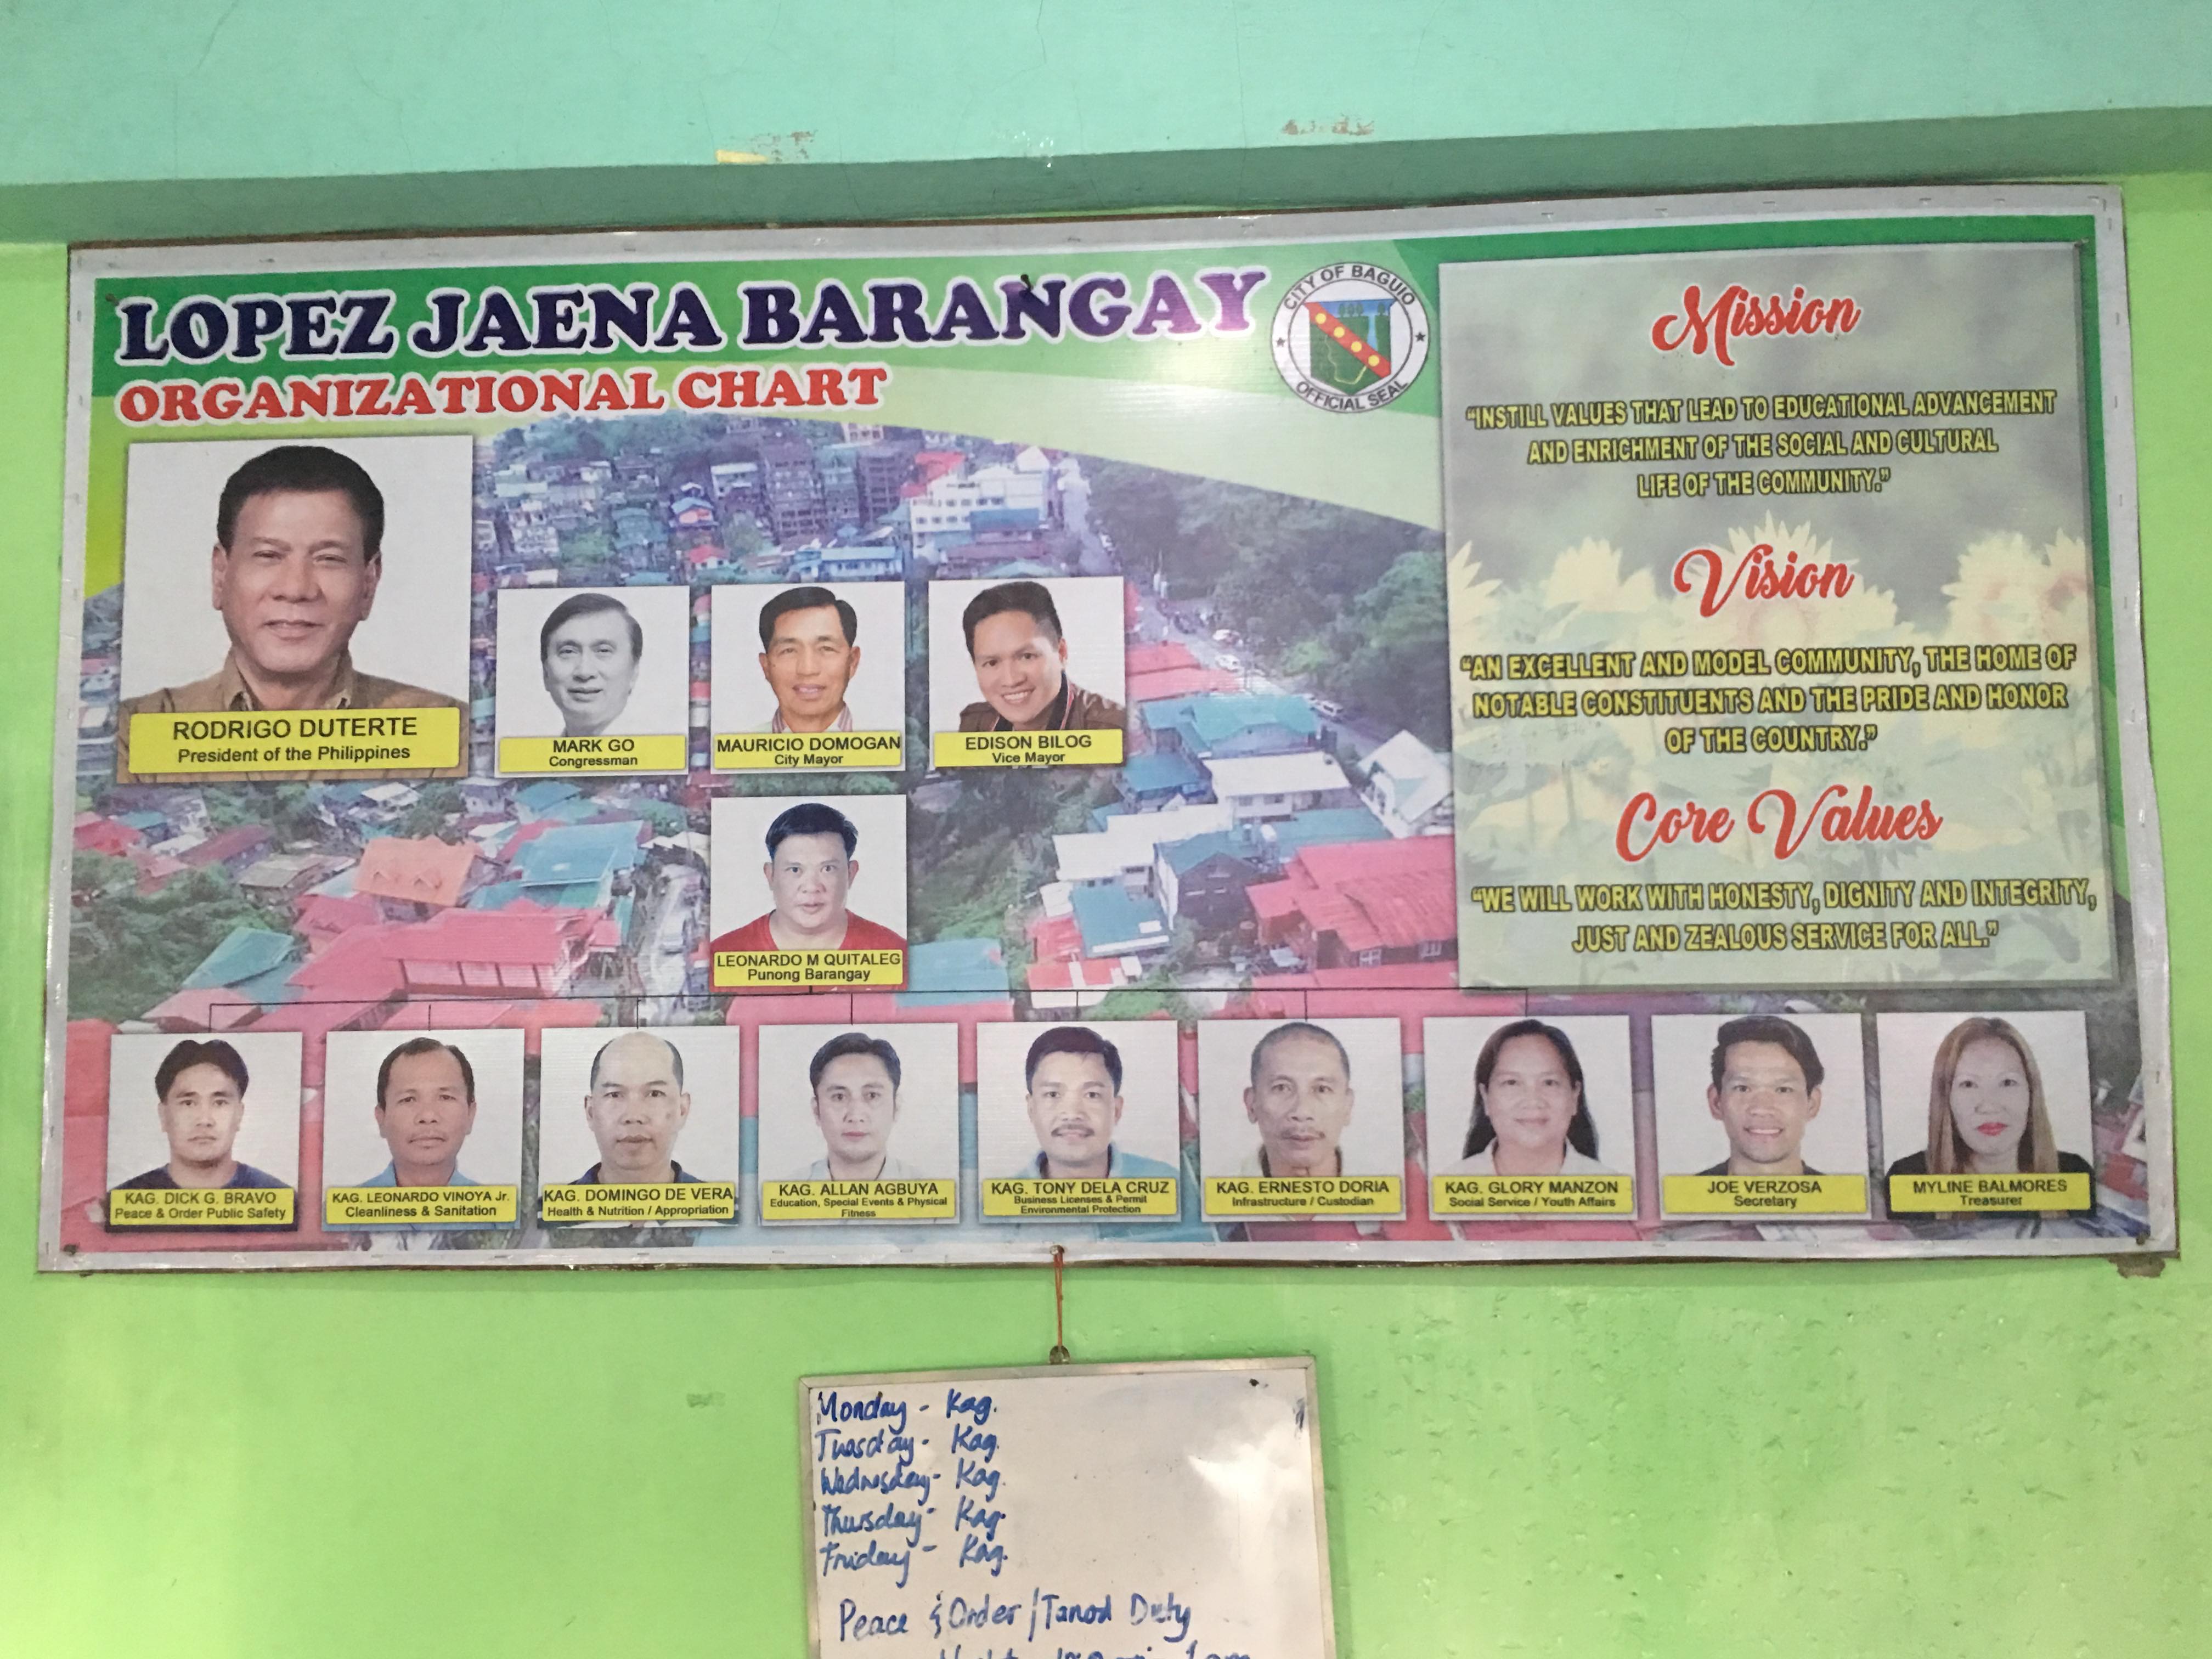 LOPEZ JAENA BARANGAY
ORGANIZATIONAL CHART
CITY OF BAGUIO
OFFICIAL SEAL
RODRIGO DUTERTE
President of the Philippines
MARK GO
Congressman
MAURICIO DOMOGAN
City Mayor
EDISON BILOG
Vice Mayor
LEONARDO M QUITALEG
Punong Barangay
KAG. DICK G. BRAVO
Peace & Order Public Safety
KAG. LEONARDO VINOYA Jr.
Cleanliness & Sanitation
KAG. DOMINGO DE VERA
Health & Nutrition / Appropriation
KAG. ALLAN AGBUYA
Education, Special Events & Physical
Fitness
KAG. TONY DELA CRUZ
Business Licenses & Permit
Environmental Protection
KAG. ERNESTO DORIA
Infrastructure / Custodian
KAG. GLORY MANZON
Social Service / Youth Affairs
JOE VERZOSA
Secretary
MYLINE BALMORES
Treasurer
Mission
“INSTILL VALUES THAT LEAD TO EDUCATIONAL ADVANCEMENT
AND ENRICHMENT OF THE SOCIAL AND CULTURAL
LIFE OF THE COMMUNITY.”
Vision
“AN EXCELLENT AND MODEL COMMUNITY, THE HOME OF
NOTABLE CONSTITUENTS AND THE PRIDE AND HONOR
OF THE COUNTRY.”
Core Values
“WE WILL WORK WITH HONESTY, DIGNITY AND INTEGRITY,
JUST AND ZEALOUS SERVICE FOR ALL.”
Monday - Kag.
Tuesday - Kag.
Wednesday - Kag.
Thursday - Kag.
Friday - Kag.
Peace & Order / Tanod Duty